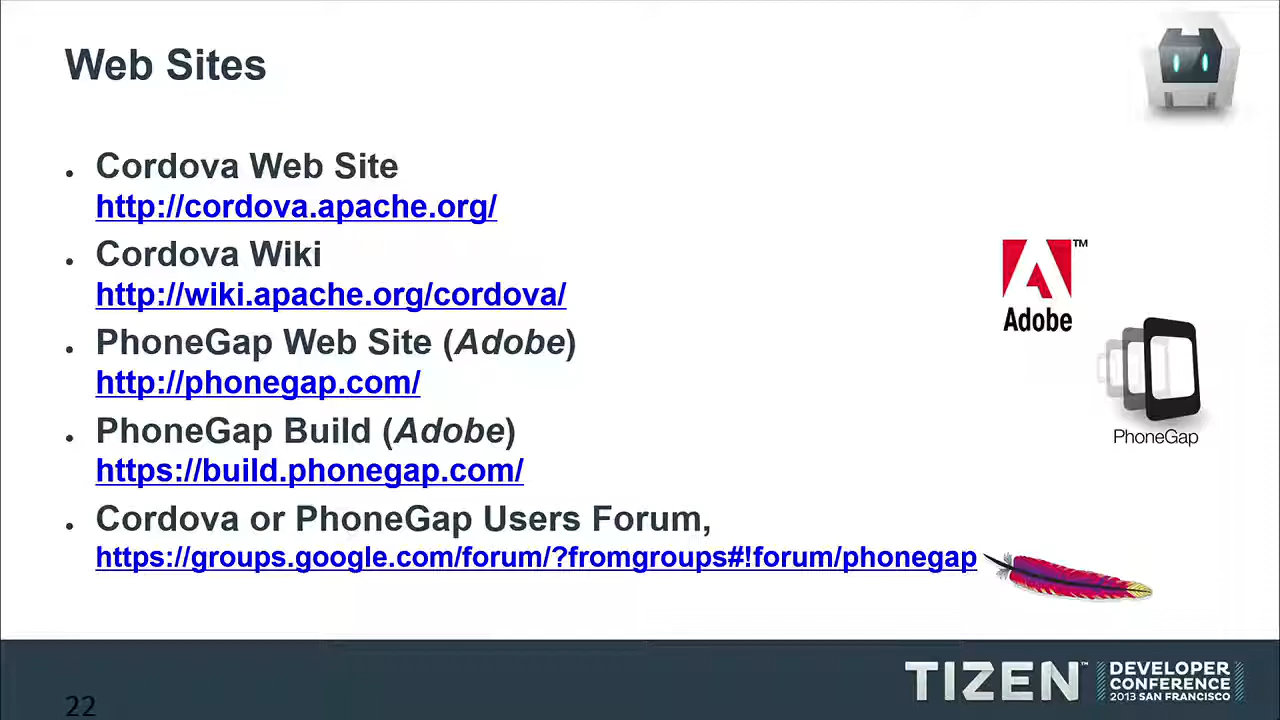 Web Sites
• Cordova Web Site
http://cordova.apache.org/
• Cordova Wiki
http://wiki.apache.org/cordova/
• PhoneGap Web Site (Adobe)
http://phonegap.com/
• PhoneGap Build (Adobe)
https://build.phonegap.com/
• Cordova or PhoneGap Users Forum,
https://groups.google.com/forum/?fromgroups#!forum/phonegap
™
Adobe
PhoneGap
22
TIZEN™
DEVELOPER
CONFERENCE
2013 SAN FRANCISCO